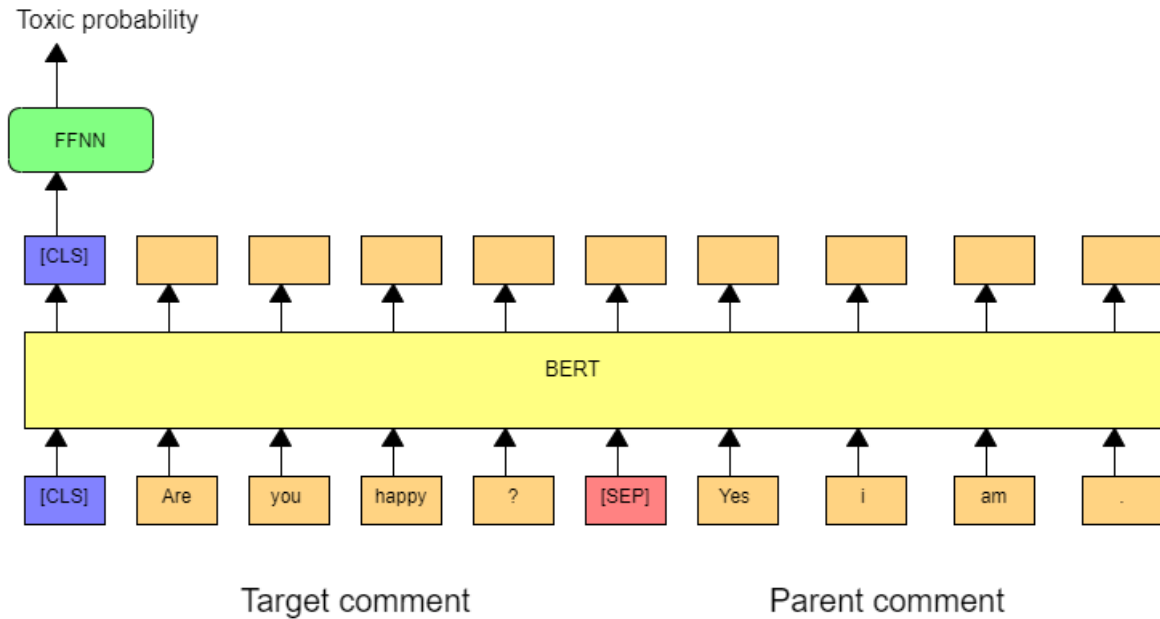 Toxic probability
FFNN
[CLS]
BERT
[CLS] Are you happy ? [SEP] Yes i am .
Target comment Parent comment